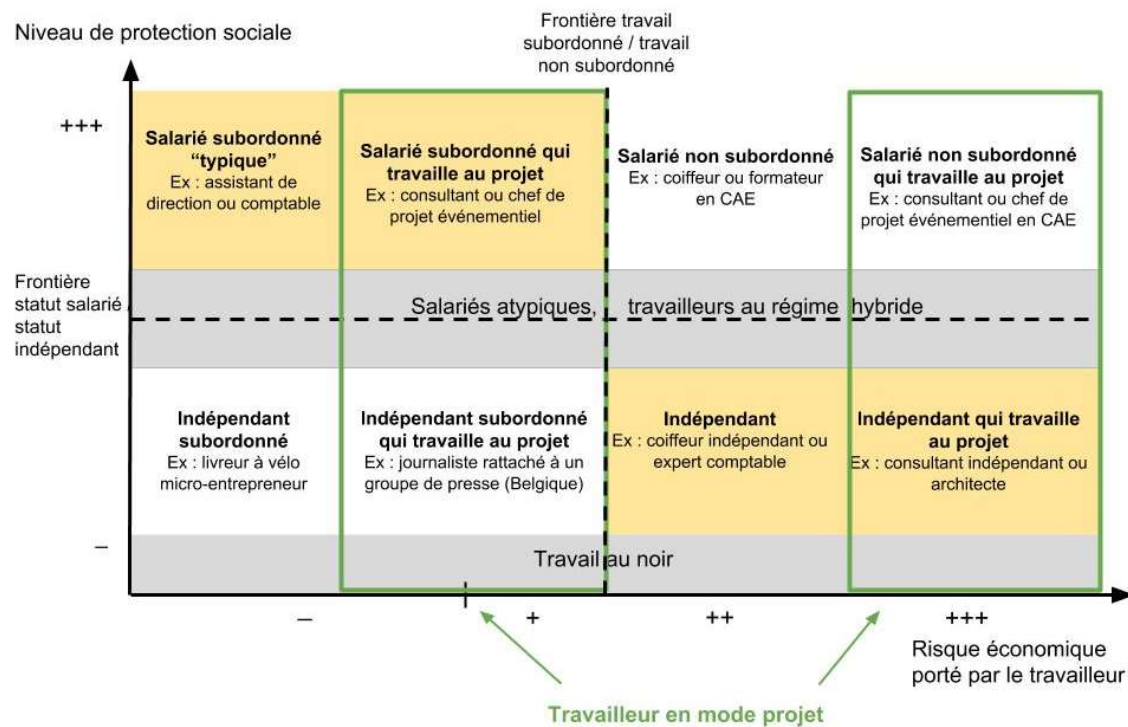 Niveau de protection sociale
Frontière travail
subordonné / travail
non subordonné
+++
Salarié subordonné
“typique”
Ex : assistant de
direction ou comptable
Salarié subordonné qui
travaille au projet
Ex : consultant ou chef de
projet événementiel
Salarié non subordonné
Ex : coiffeur ou formateur
en CAE
Salarié non subordonné
qui travaille au projet
Ex : consultant ou chef de
projet événementiel en CAE
Frontière
statut salarié /
statut
indépendant
Salariés atypiques, travailleurs au régime hybride
Indépendant
subordonné
Ex : livreur à vélo
micro-entrepreneur
Indépendant subordonné
qui travaille au projet
Ex : journaliste rattaché à un
groupe de presse (Belgique)
Indépendant
Ex : coiffeur indépendant ou
expert comptable
Indépendant qui travaille
au projet
Ex : consultant indépendant ou
architecte
–
Travail au noir
– + ++ +++
Risque économique
porté par le travailleur
Travailleur en mode projet